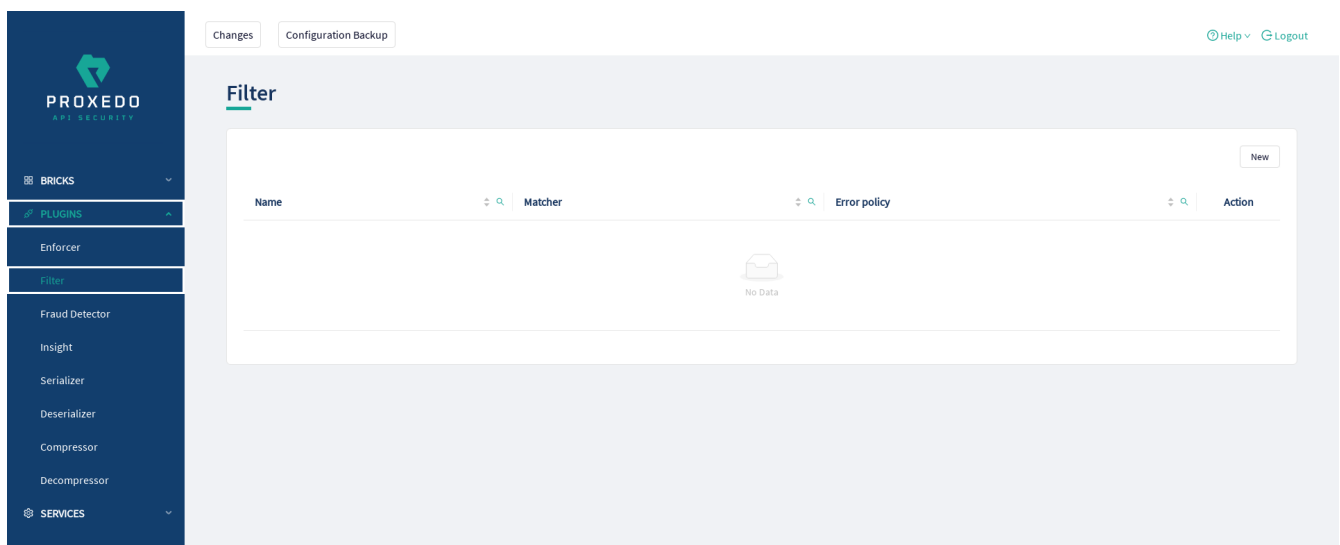 Changes
Configuration Backup
Help
Logout
PROXEDO
API SECURITY
BRICKS
PLUGINS
Enforcer
Filter
Fraud Detector
Insight
Serializer
Deserializer
Compressor
Decompressor
SERVICES
Filter
New
Name
Matcher
Error policy
Action
No Data